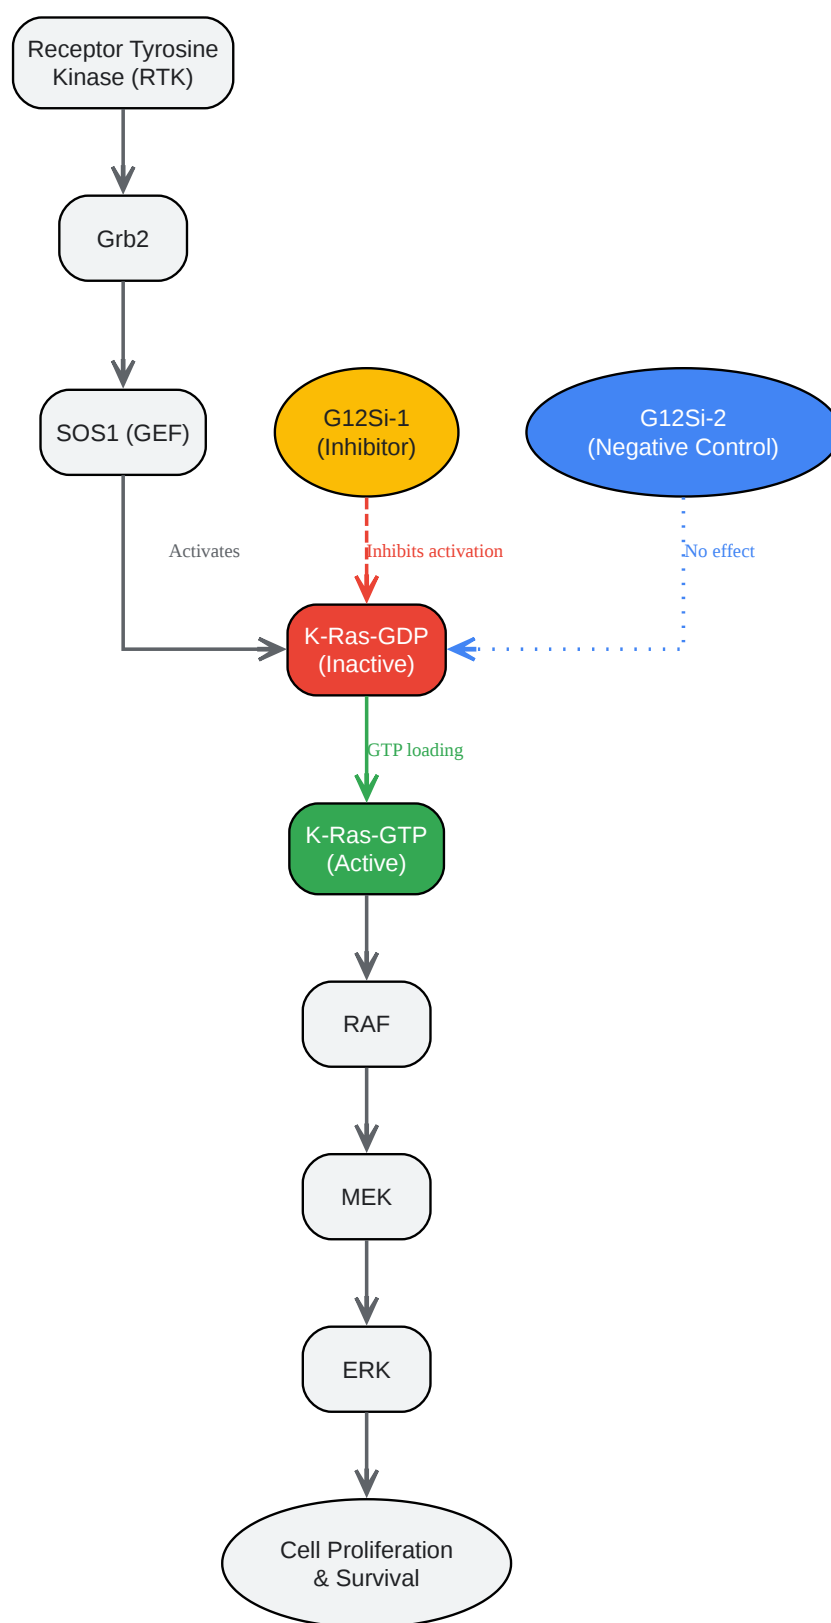 Receptor Tyrosine
Kinase (RTK)
Grb2
SOS1 (GEF)
G12Si-1
(Inhibitor)
G12Si-2
(Negative Control)
Activates
Inhibits activation
No effect
K-Ras-GDP
(Inactive)
GTP loading
K-Ras-GTP
(Active)
RAF
MEK
ERK
Cell Proliferation
& Survival